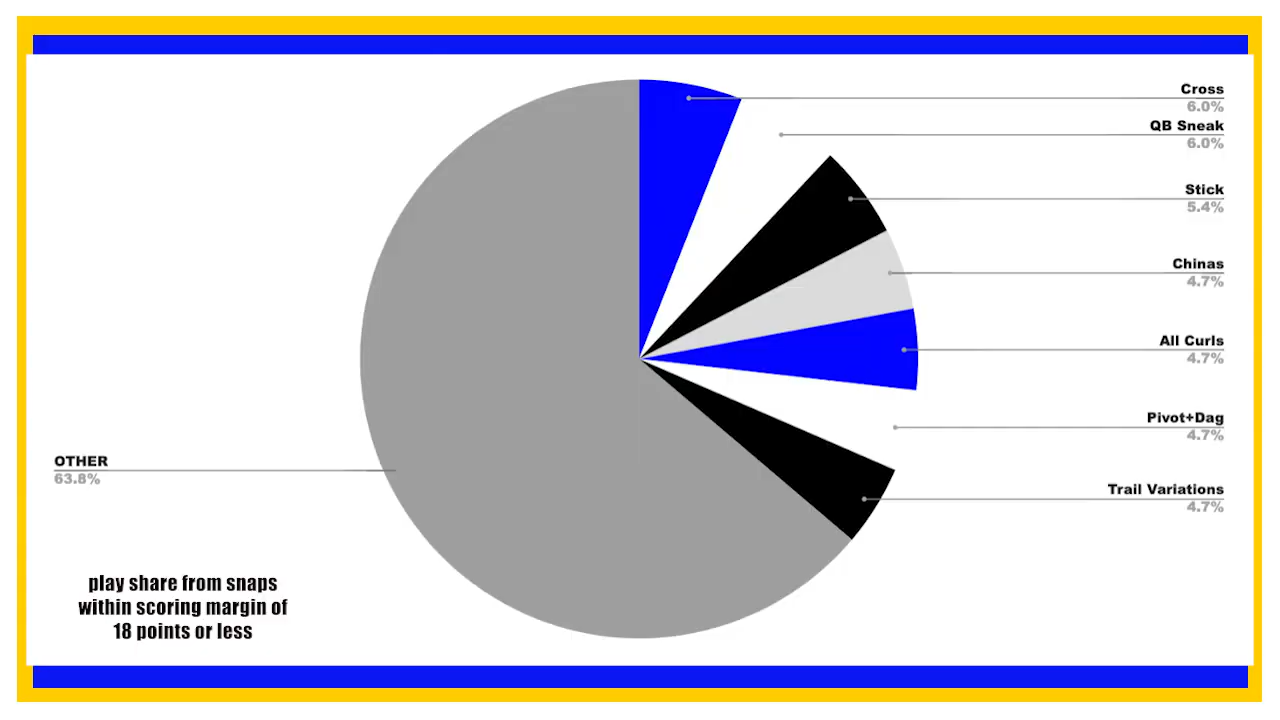 Cross
6.0%
QB Sneak
6.0%
Stick
5.4%
Chinas
4.7%
All Curls
4.7%
Pivot+Dag
4.7%
Trail Variations
4.7%
OTHER
63.8%
play share from snaps
within scoring margin of
18 points or less